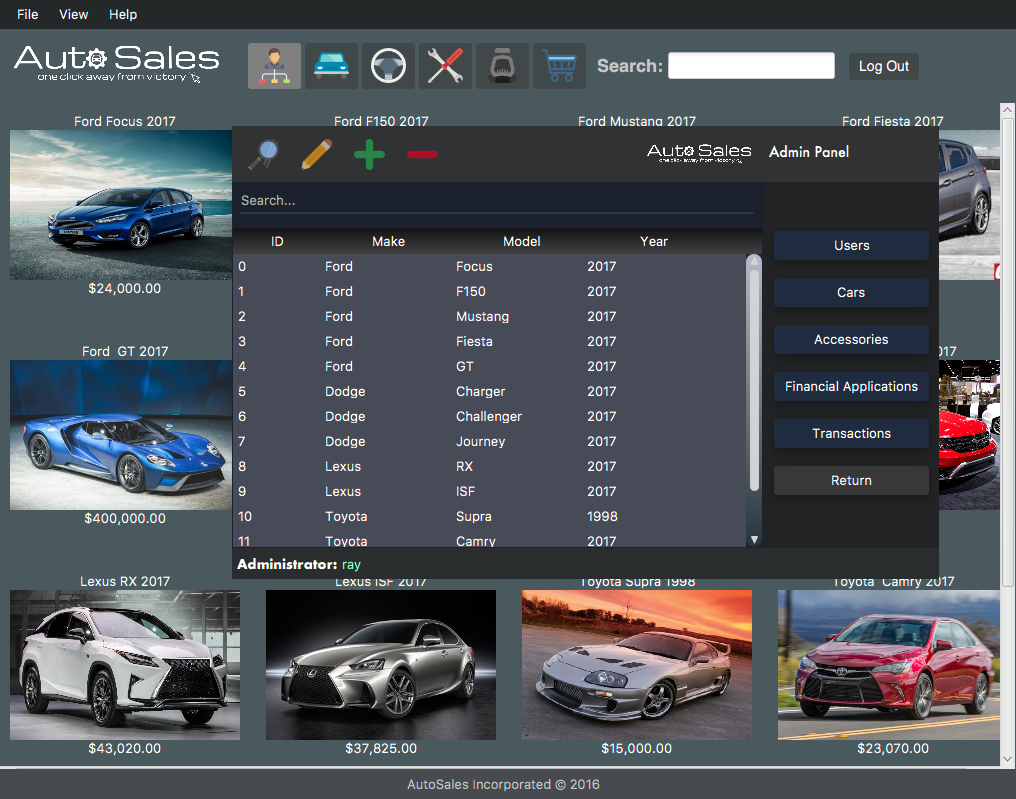 File View Help
Auto Sales
one click away from victory
Search:
Log Out
Ford Focus 2017
Ford F150 2017
Ford Mustang 2017
Ford Fiesta 2017
Auto Sales
one click away from victory
Admin Panel
Search...
ID Make Model Year
0 Ford Focus 2017
1 Ford F150 2017
2 Ford Mustang 2017
3 Ford Fiesta 2017
4 Ford GT 2017
5 Dodge Charger 2017
6 Dodge Challenger 2017
7 Dodge Journey 2017
8 Lexus RX 2017
9 Lexus ISF 2017
10 Toyota Supra 1998
11 Toyota Camry 2017
Users
Cars
Accessories
Financial Applications
Transactions
Return
Administrator: ray
$24,000.00
Ford GT 2017
017
$400,000.00
Lexus RX 2017
Lexus ISF 2017
Toyota Supra 1998
Toyota Camry 2017
$43,020.00
$37,825.00
$15,000.00
$23,070.00
AutoSales Incorporated © 2016